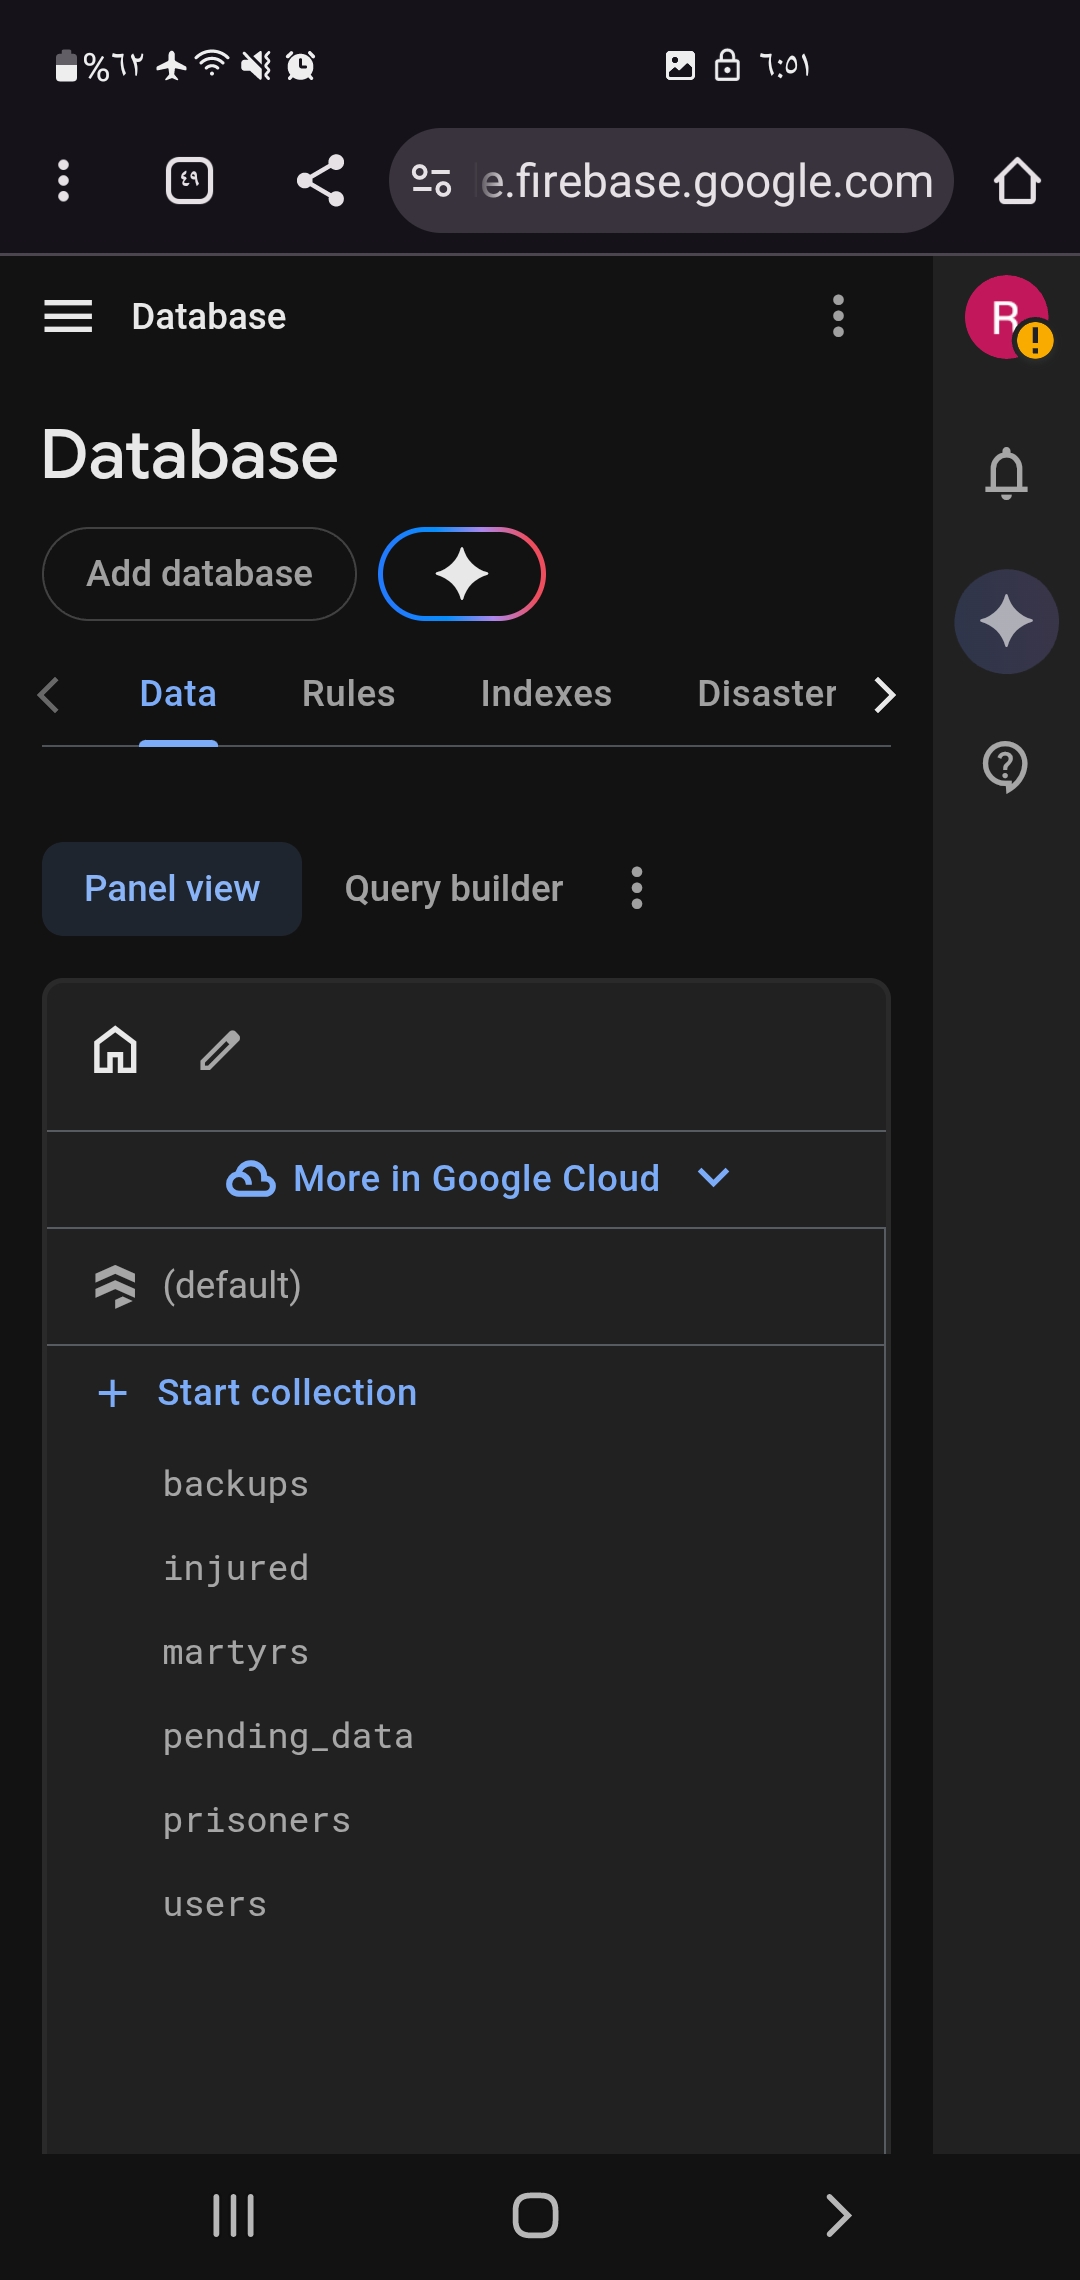 %٦٢
٦:٥١
٤٩
e.firebase.google.com
Database
R
Database
Add database
Data Rules Indexes Disaster
Panel view Query builder
More in Google Cloud
(default)
+ Start collection
backups
injured
martyrs
pending_data
prisoners
users